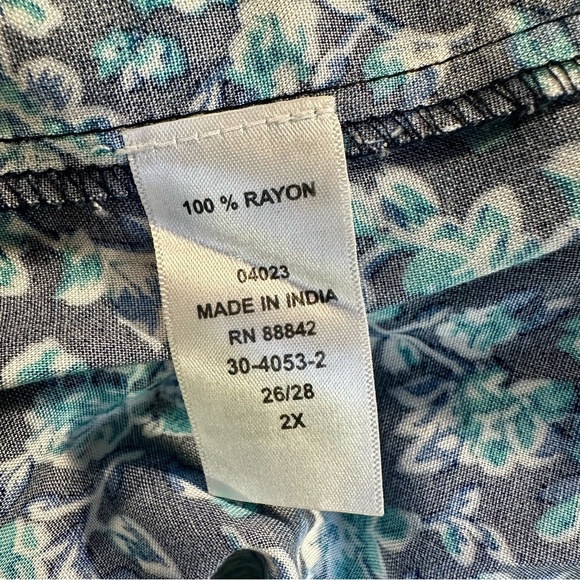 100 % RAYON
04023
MADE IN INDIA
RN 88842
30-4053-2
26/28
2X